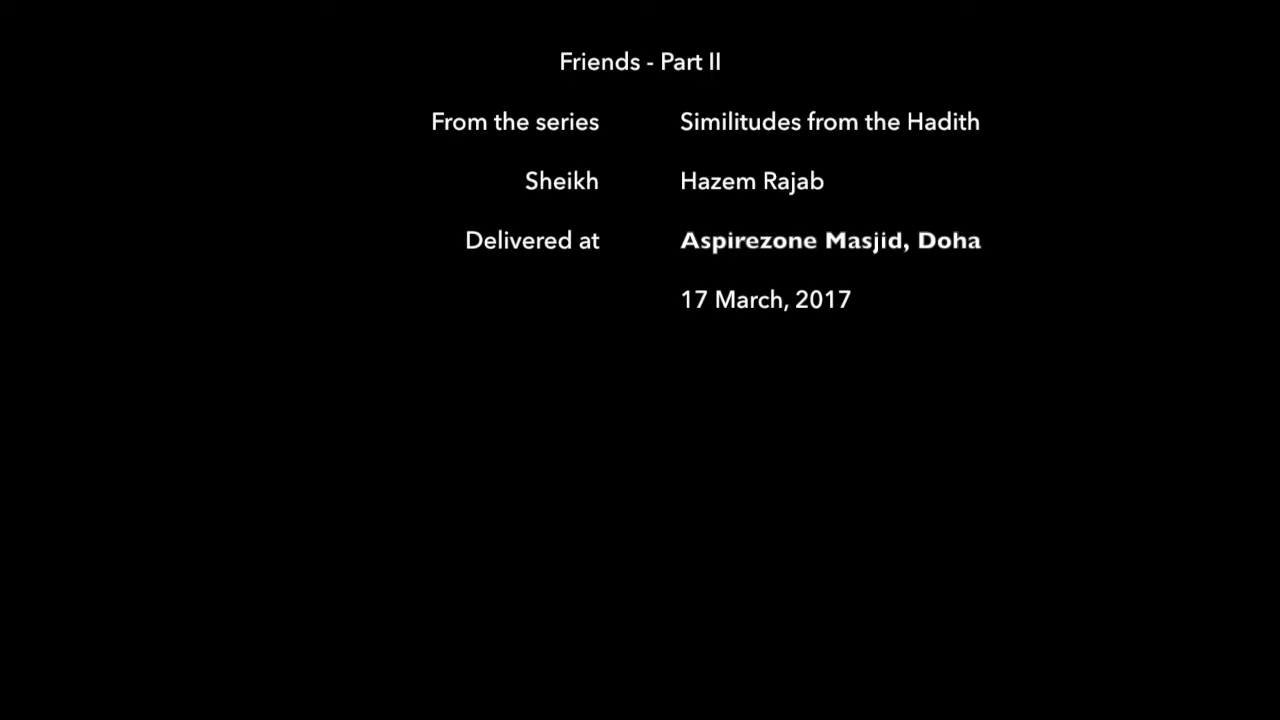 Friends - Part II
From the series Similitudes from the Hadith
Sheikh Hazem Rajab
Delivered at Aspirezone Masjid, Doha
17 March, 2017